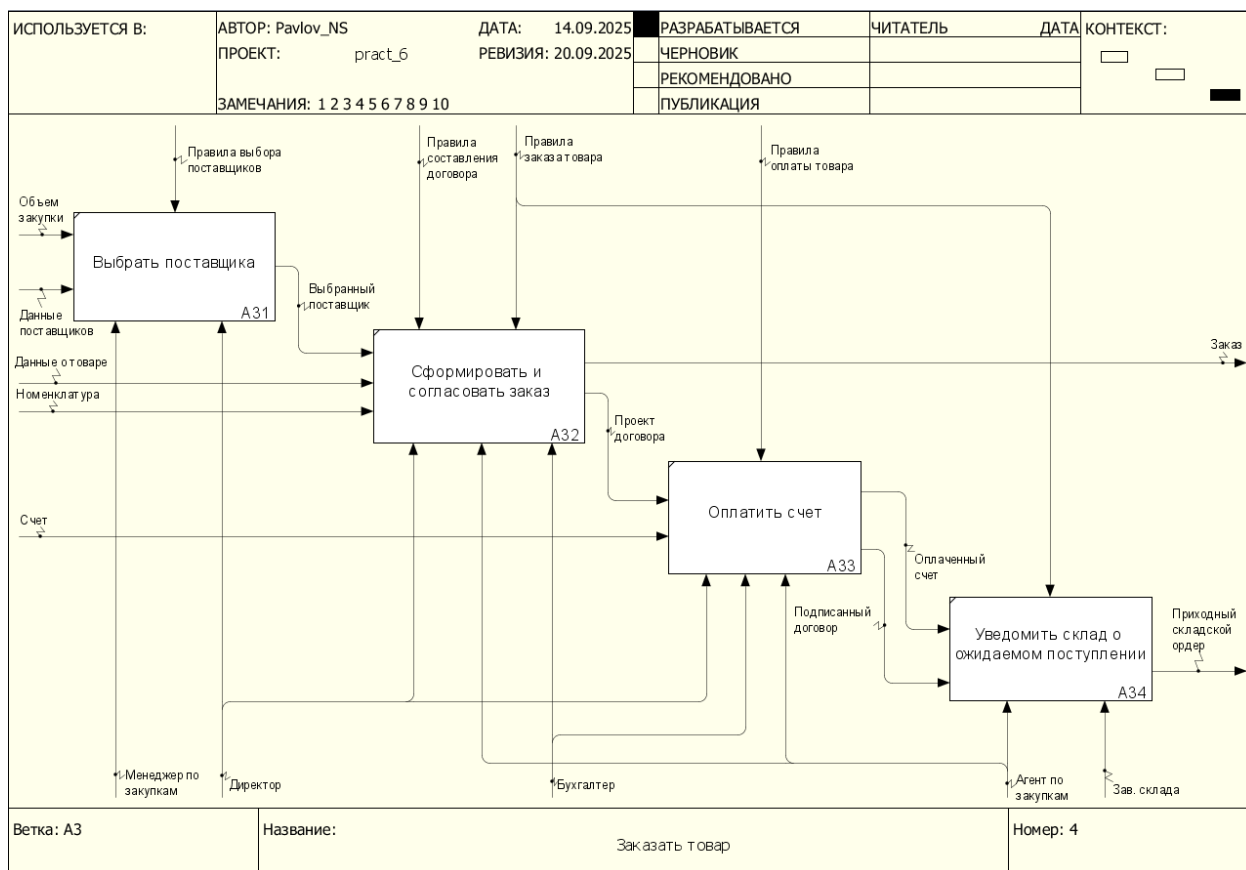 ИСПОЛЬЗУЕТСЯ В:
АВТОР: Pavlov_NS
ДАТА: 14.09.2025
ПРОЕКТ: pract_6
РЕВИЗИЯ: 20.09.2025
ЗАМЕЧАНИЯ: 1 2 3 4 5 6 7 8 9 10
РАЗРАБАТЫВАЕТСЯ
ЧЕРНОВИК
РЕКОМЕНДОВАНО
ПУБЛИКАЦИЯ
ЧИТАТЕЛЬ
ДАТА
КОНТЕКСТ:
Правила выбора
поставщиков
Правила
составления
договора
Правила
заказа товара
Правила
оплаты товара
Объем
закупки
Выбрать поставщика
A31
Данные
поставщиков
Выбранный
поставщик
Данные о товаре
Номенклатура
Сформировать и
согласовать заказ
A32
Заказ
Проект
договора
Счет
Оплатить счет
A33
Оплаченный
счет
Подписанный
договор
Уведомить склад о
ожидаемом поступлении
A34
Приходный
складской
ордер
Менеджер по
закупкам
Директор
Бухгалтер
Агент по
закупкам
Зав. склада
Ветка: A3
Название:
Заказать товар
Номер: 4